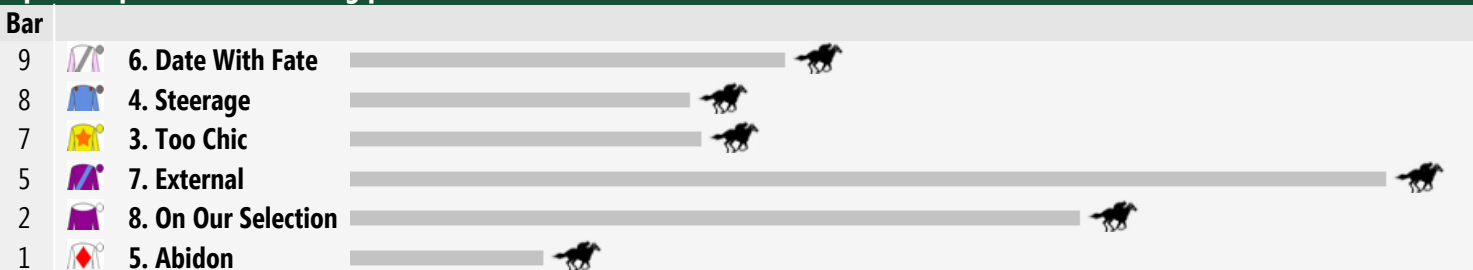 Bar
9 6. Date With Fate
8 4. Steerage
7 3. Too Chic
5 7. External
2 8. On Our Selection
1 5. Abidon